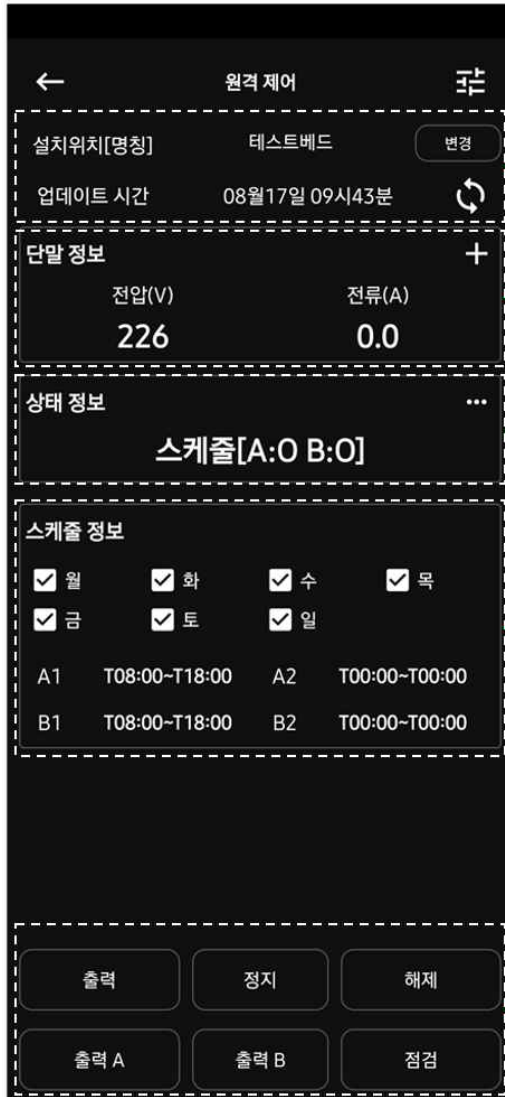 원격 제어
설치위치[명칭] 테스트베드 변경
업데이트 시간 08월17일 09시43분
단말 정보
전압(V) 전류(A)
226 0.0
상태 정보
스케줄[A:O B:O]
스케줄 정보
월 화 수 목
금 토 일
A1 T08:00~T18:00 A2 T00:00~T00:00
B1 T08:00~T18:00 B2 T00:00~T00:00
출력 정지 해제
출력 A 출력 B 점검